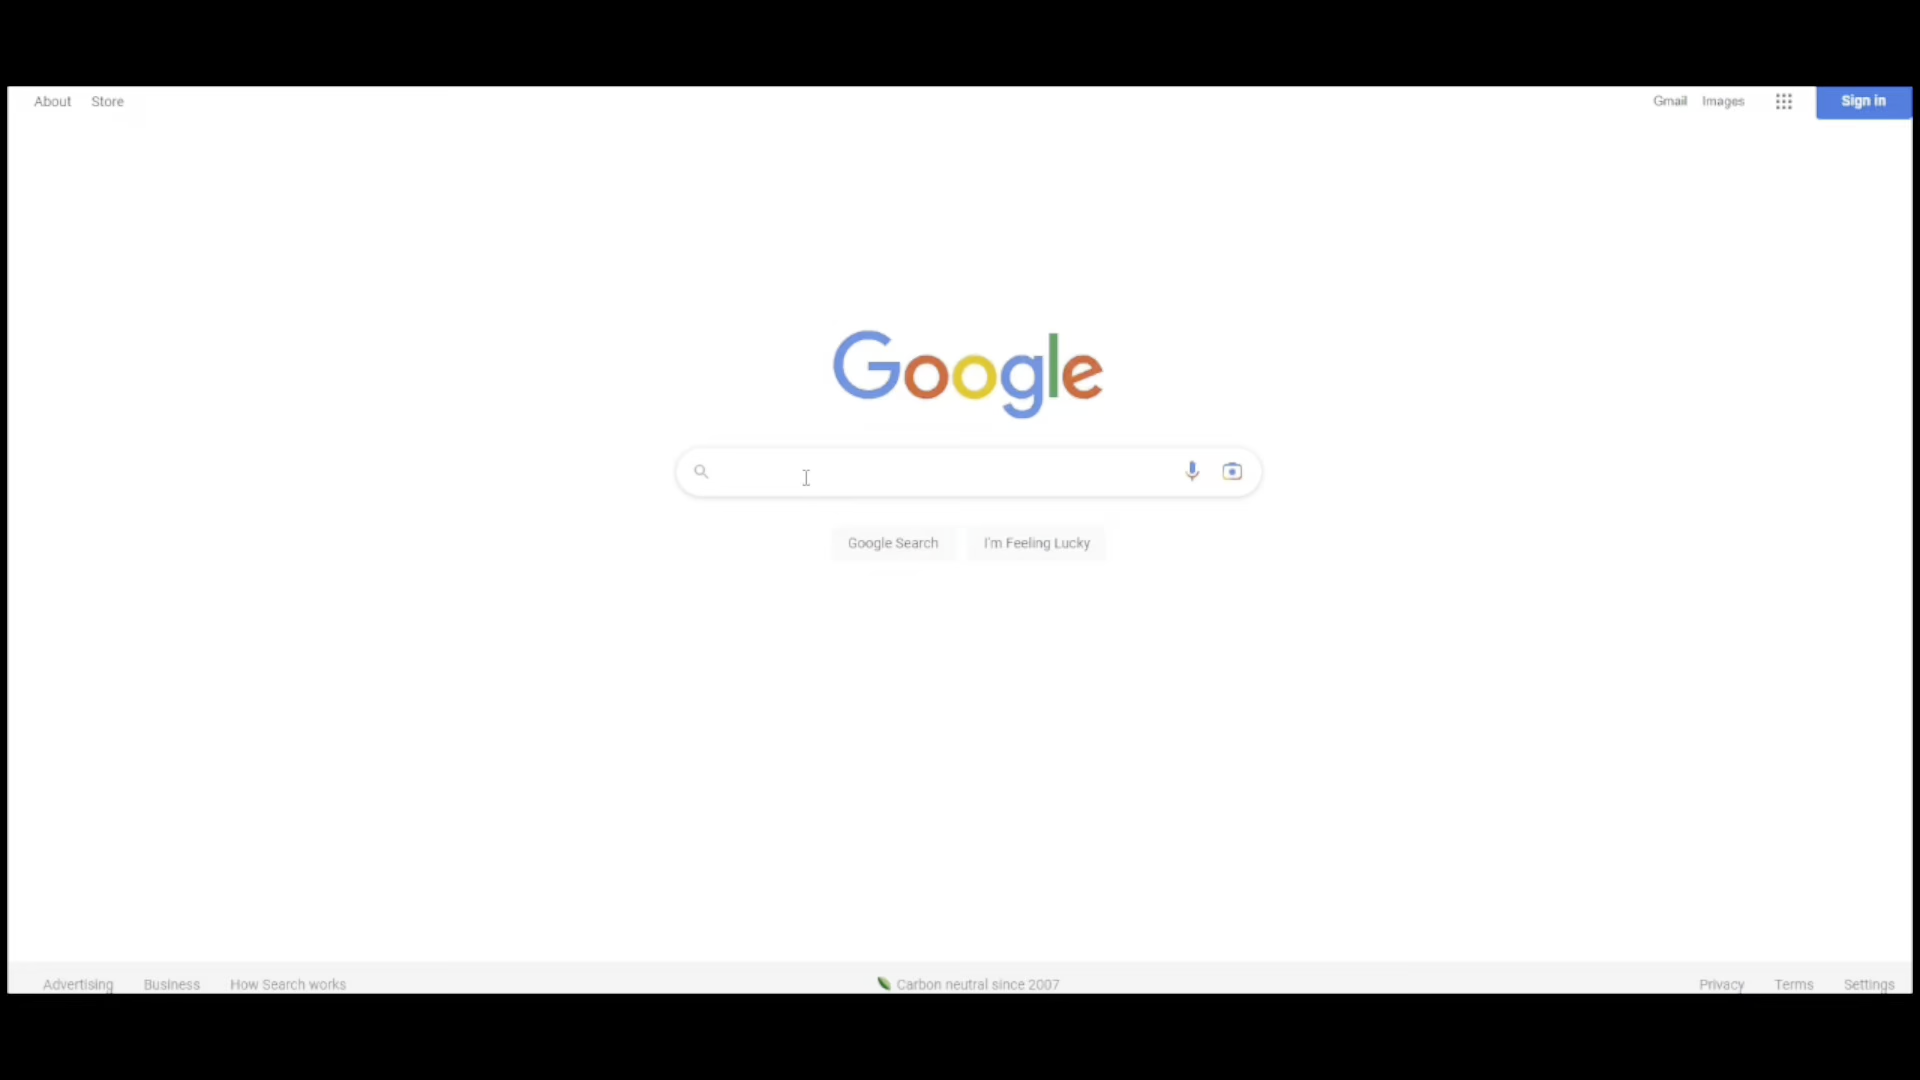 About Store
Gmail Images Sign in
Google
Google Search I'm Feeling Lucky
Advertising Business How Search works
Carbon neutral since 2007
Privacy Terms Settings